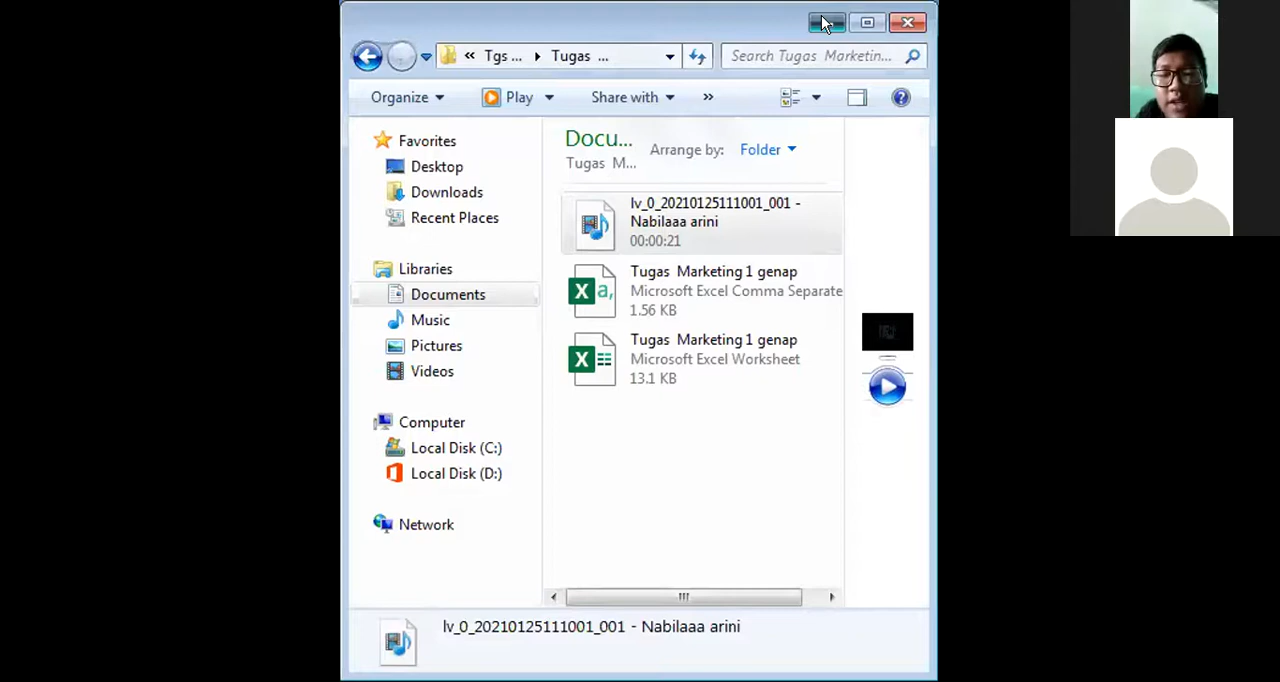 « Tgs ... ▸ Tugas ...
Search Tugas Marketin...
Organize
Play
Share with
»
Favorites
Desktop
Downloads
Recent Places
Libraries
Documents
Music
Pictures
Videos
Computer
Local Disk (C:)
Local Disk (D:)
Network
Docu...
Tugas M...
Arrange by: Folder
lv_0_20210125111001_001 -
Nabilaaa arini
00:00:21
Tugas Marketing 1 genap
Microsoft Excel Comma Separate
1.56 KB
Tugas Marketing 1 genap
Microsoft Excel Worksheet
13.1 KB
lv_0_20210125111001_001 - Nabilaaa arini